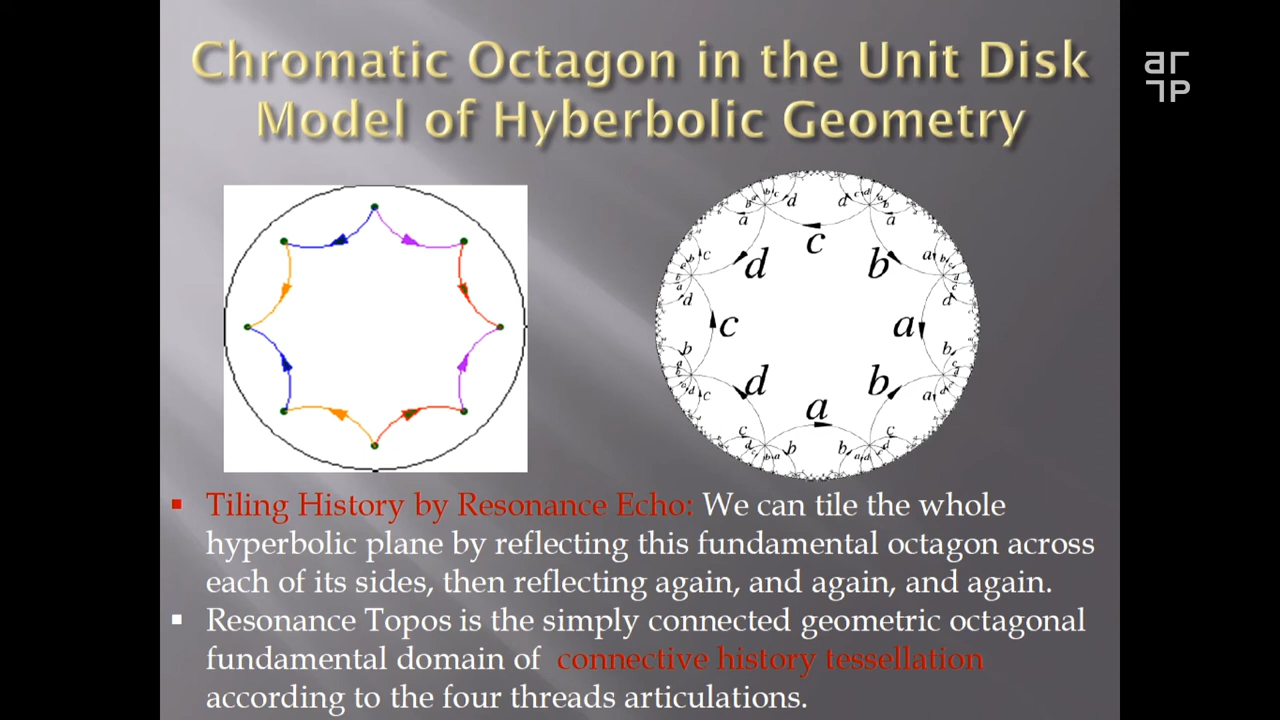 Chromatic Octagon in the Unit Disk
Model of Hyberbolic Geometry
ar
7P
c
d
b
c
a
d
b
a
Tiling History by Resonance Echo: We can tile the whole
hyperbolic plane by reflecting this fundamental octagon across
each of its sides, then reflecting again, and again, and again.
Resonance Topos is the simply connected geometric octagonal
fundamental domain of connective history tessellation
according to the four threads articulations.